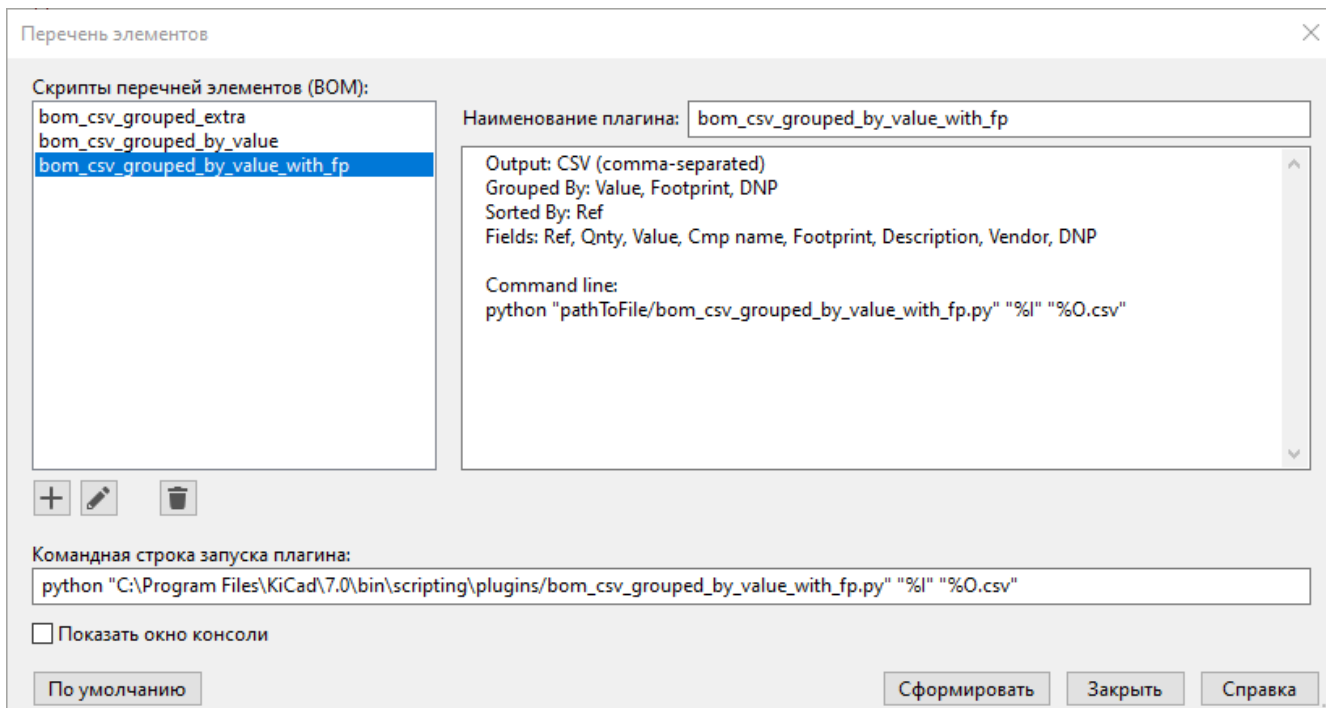 Перечень элементов
Скрипты перечней элементов (BOM):
bom_csv_grouped_extra
bom_csv_grouped_by_value
bom_csv_grouped_by_value_with_fp
Наименование плагина: bom_csv_grouped_by_value_with_fp
Output: CSV (comma-separated)
Grouped By: Value, Footprint, DNP
Sorted By: Ref
Fields: Ref, Qnty, Value, Cmp name, Footprint, Description, Vendor, DNP
Command line:
python "pathToFile/bom_csv_grouped_by_value_with_fp.py" "%I" "%O.csv"
Командная строка запуска плагина:
python "C:\Program Files\KiCad\7.0\bin\scripting\plugins/bom_csv_grouped_by_value_with_fp.py" "%I" "%O.csv"
Показать окно консоли
По умолчанию Сформировать Закрыть Справка